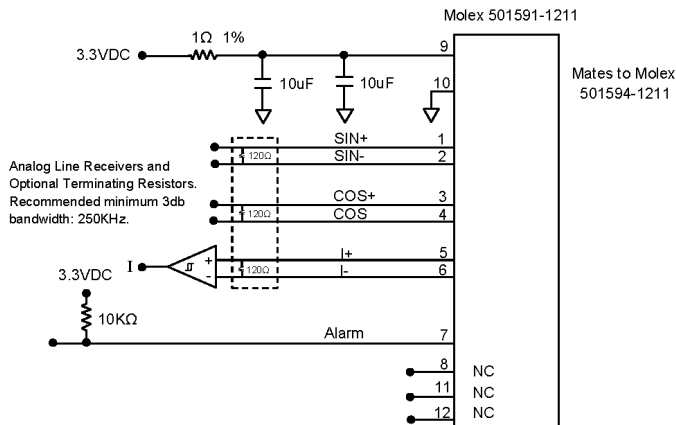 Molex 501591-1211
1Ω 1%
3.3VDC
9
10uF
10uF
10
Mates to Molex
501594-1211
SIN+
1
120Ω
SIN-
2
Analog Line Receivers and
Optional Terminating Resistors.
Recommended minimum 3db
bandwidth: 250KHz.
COS+
3
120Ω
COS
4
I+
5
+
I
-
120Ω
I-
6
3.3VDC
10KΩ
Alarm
7
8
NC
11
NC
12
NC